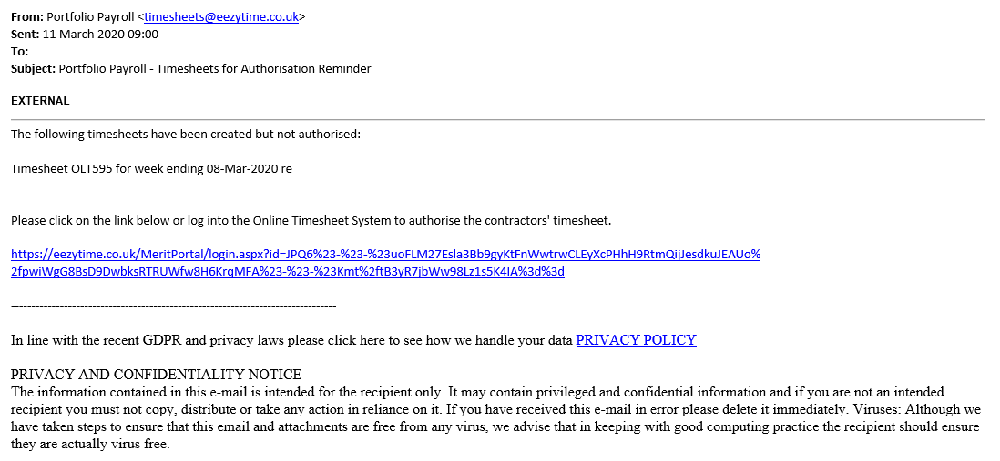 From: Portfolio Payroll <timesheets@eezytime.co.uk>
Sent: 11 March 2020 09:00
To:
Subject: Portfolio Payroll - Timesheets for Authorisation Reminder
EXTERNAL
The following timesheets have been created but not authorised:
Timesheet OLT595 for week ending 08-Mar-2020 re
Please click on the link below or log into the Online Timesheet System to authorise the contractors' timesheet.
https://eezytime.co.uk/MeritPortal/login.aspx?id=JPQ6%23-%23-%23uoFLM27Esla3Bb9gyKtFnWwtrwCLEyXcPHhH9RtmQijJesdkuJEAUo%
2fpwiWgG8BsD9DwbksRTRUWfw8H6KrqMFA%23-%23-%23Kmt%2ftB3yR7jbWw98Lz1s5K4IA%3d%3d
--------------------------------------------------------------------------------
In line with the recent GDPR and privacy laws please click here to see how we handle your data PRIVACY POLICY
PRIVACY AND CONFIDENTIALITY NOTICE
The information contained in this e-mail is intended for the recipient only. It may contain privileged and confidential information and if you are not an intended
recipient you must not copy, distribute or take any action in reliance on it. If you have received this e-mail in error please delete it immediately. Viruses: Although we
have taken steps to ensure that this email and attachments are free from any virus, we advise that in keeping with good computing practice the recipient should ensure
they are actually virus free.